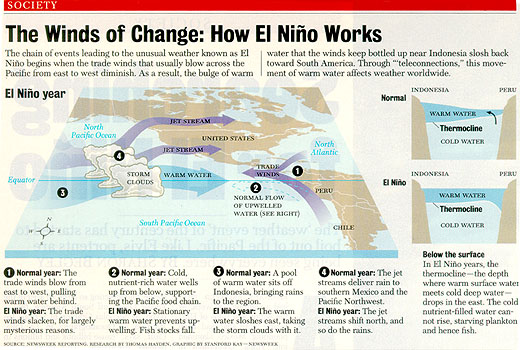 SOCIETY
The Winds of Change: How El Niño Works
The chain of events leading to the unusual weather known as El
Niño begins when the trade winds that usually blow across the
Pacific from east to west diminish. As a result, the bulge of warm
water that the winds keep bottled up near Indonesia slosh back
toward South America. Through "teleconnections," this move-
ment of warm water affects weather worldwide.
El Niño year
North
Pacific Ocean
JET STREAM
UNITED STATES
JET STREAM
4
STORM
CLOUDS
WARM WATER
TRADE
WINDS
1
North
Atlantic
Equator
3
2
NORMAL FLOW
OF UPWELLED
WATER (SEE RIGHT)
PERU
South Pacific Ocean
CHILE
N
W
E
S
INDONESIA
PERU
Normal
WARM WATER
Thermocline
COLD WATER
INDONESIA
PERU
El Niño
WARM WATER
Thermocline
COLD WATER
1 Normal year: The
trade winds blow from
east to west, pulling
warm water behind.
El Niño year: The trade
winds slacken, for largely
mysterious reasons.
2 Normal year: Cold,
nutrient-rich water wells
up from below, support-
ing the Pacific food chain.
El Niño year: Stationary
warm water prevents up-
welling. Fish stocks fall.
3 Normal year: A pool
of warm water sits off
Indonesia, bringing rains
to the region.
El Niño year: The warm
water sloshes east, taking
the storm clouds with it.
4 Normal year: The jet
streams deliver rain to
southern Mexico and the
Pacific Northwest.
El Niño year: The jet
streams shift north, and
so do the rains.
Below the surface
In El Niño years, the
thermocline—the depth
where warm surface water
meets cold deep water—
drops in the east. The cold
nutrient-filled water can-
not rise, starving plankton
and hence fish.
SOURCE: NEWSWEEK REPORTING. RESEARCH BY THOMAS HAYDEN, GRAPHIC BY STANFORD KAY—NEWSWEEK